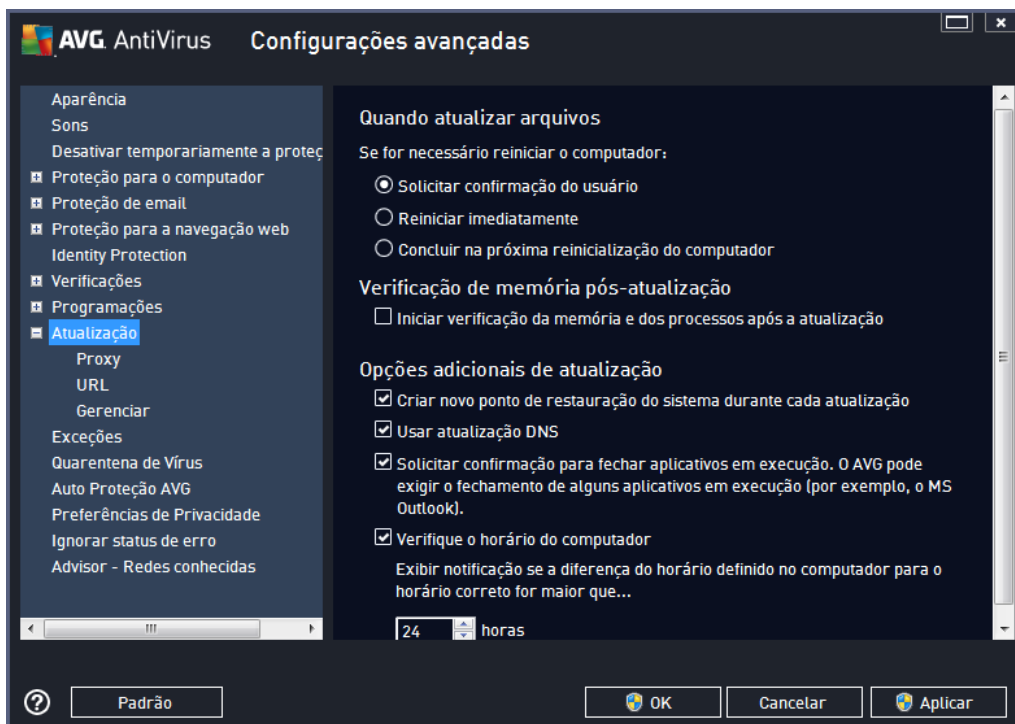 AVG AntiVirus Configurações avançadas
Aparência
Sons
Desativar temporariamente a proteç
Proteção para o computador
Proteção de email
Proteção para a navegação web
Identity Protection
Verificações
Programações
Atualização
Proxy
URL
Gerenciar
Exceções
Quarentena de Vírus
Auto Proteção AVG
Preferências de Privacidade
Ignorar status de erro
Advisor - Redes conhecidas
Quando atualizar arquivos
Se for necessário reiniciar o computador:
Solicitar confirmação do usuário
Reiniciar imediatamente
Concluir na próxima reinicialização do computador
Verificação de memória pós-atualização
Iniciar verificação da memória e dos processos após a atualização
Opções adicionais de atualização
Criar novo ponto de restauração do sistema durante cada atualização
Usar atualização DNS
Solicitar confirmação para fechar aplicativos em execução. O AVG pode
exigir o fechamento de alguns aplicativos em execução (por exemplo, o MS
Outlook).
Verifique o horário do computador
Exibir notificação se a diferença do horário definido no computador para o
horário correto for maior que...
24 horas
Padrão
OK
Cancelar
Aplicar